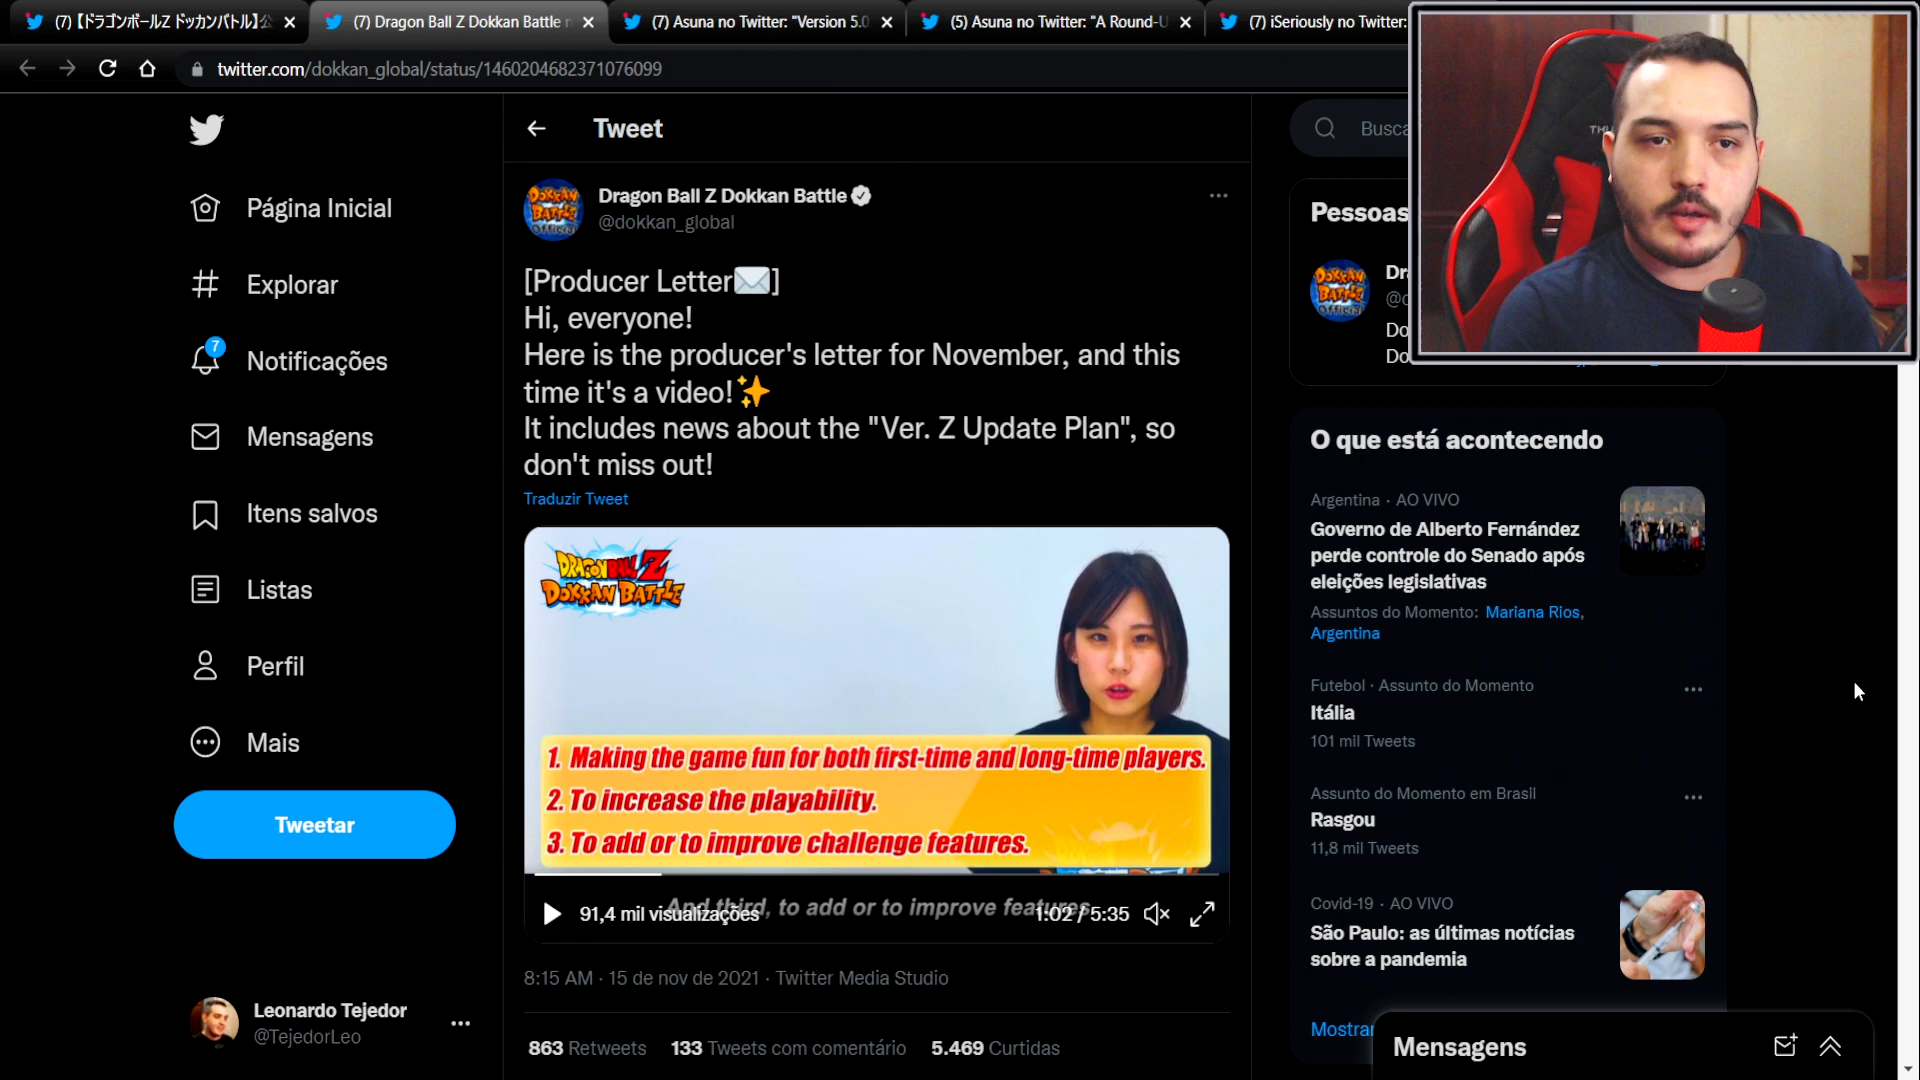 (7) 【ドラゴンボールZ ドッカンバトル】公
(7) Dragon Ball Z Dokkan Battle
(7) Asuna no Twitter: "Version 5.0
(5) Asuna no Twitter: "A Round-U
(7) iSeriously no Twitter:
twitter.com/dokkan_global/status/1460204682371076099
Página Inicial
Explorar
7
Notificações
Mensagens
Itens salvos
Listas
Perfil
Mais
Tweetar
Leonardo Tejedor
@TejedorLeo
Tweet
DOKKAN
BATTLE
Official
Dragon Ball Z Dokkan Battle
@dokkan_global
[Producer Letter✉️]
Hi, everyone!
Here is the producer's letter for November, and this
time it's a video!✨
It includes news about the "Ver. Z Update Plan", so
don't miss out!
Traduzir Tweet
DRAGON BALL Z
DOKKAN BATTLE
1. Making the game fun for both first-time and long-time players.
2. To increase the playability.
3. To add or to improve challenge features.
And third, to add or to improve features.
91,4 mil visualizações
1:02 / 5:35
8:15 AM · 15 de nov de 2021 · Twitter Media Studio
863 Retweets 133 Tweets com comentário 5.469 Curtidas
Busca
Pessoas
DOKKAN
BATTLE
Official
Dr
@d
Do
Do
O que está acontecendo
Argentina · AO VIVO
Governo de Alberto Fernández
perde controle do Senado após
eleições legislativas
Assuntos do Momento: Mariana Rios,
Argentina
Futebol · Assunto do Momento
Itália
101 mil Tweets
Assunto do Momento em Brasil
Rasgou
11,8 mil Tweets
Covid-19 · AO VIVO
São Paulo: as últimas notícias
sobre a pandemia
Mostrar
Mensagens